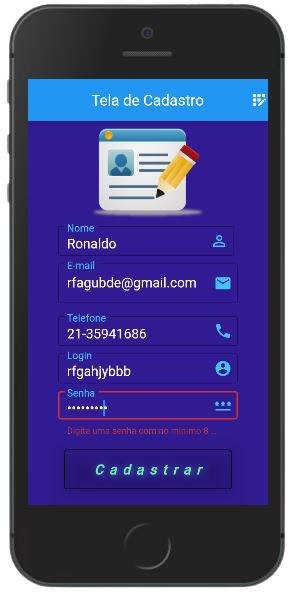 Tela de Cadastro
Nome
Ronaldo
E-mail
rfagubde@gmail.com
Telefone
21-35941686
Login
rfgahjybbb
Senha
•••••••••
Digite uma senha com no mínimo 8 ...
Cadastrar